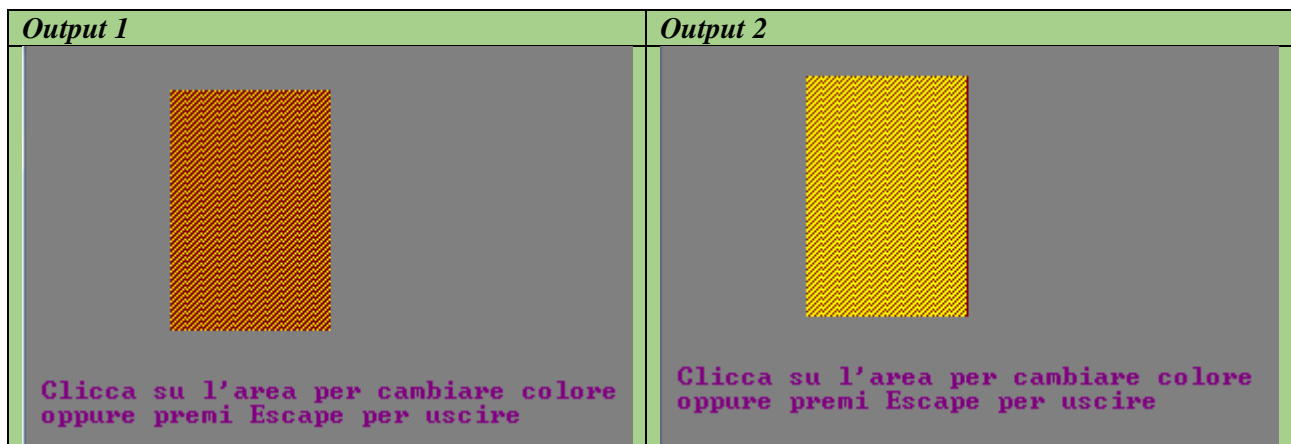 Output 1
Output 2
Clicca su l'area per cambiare colore
oppure premi Escape per uscire
Clicca su l'area per cambiare colore
oppure premi Escape per uscire